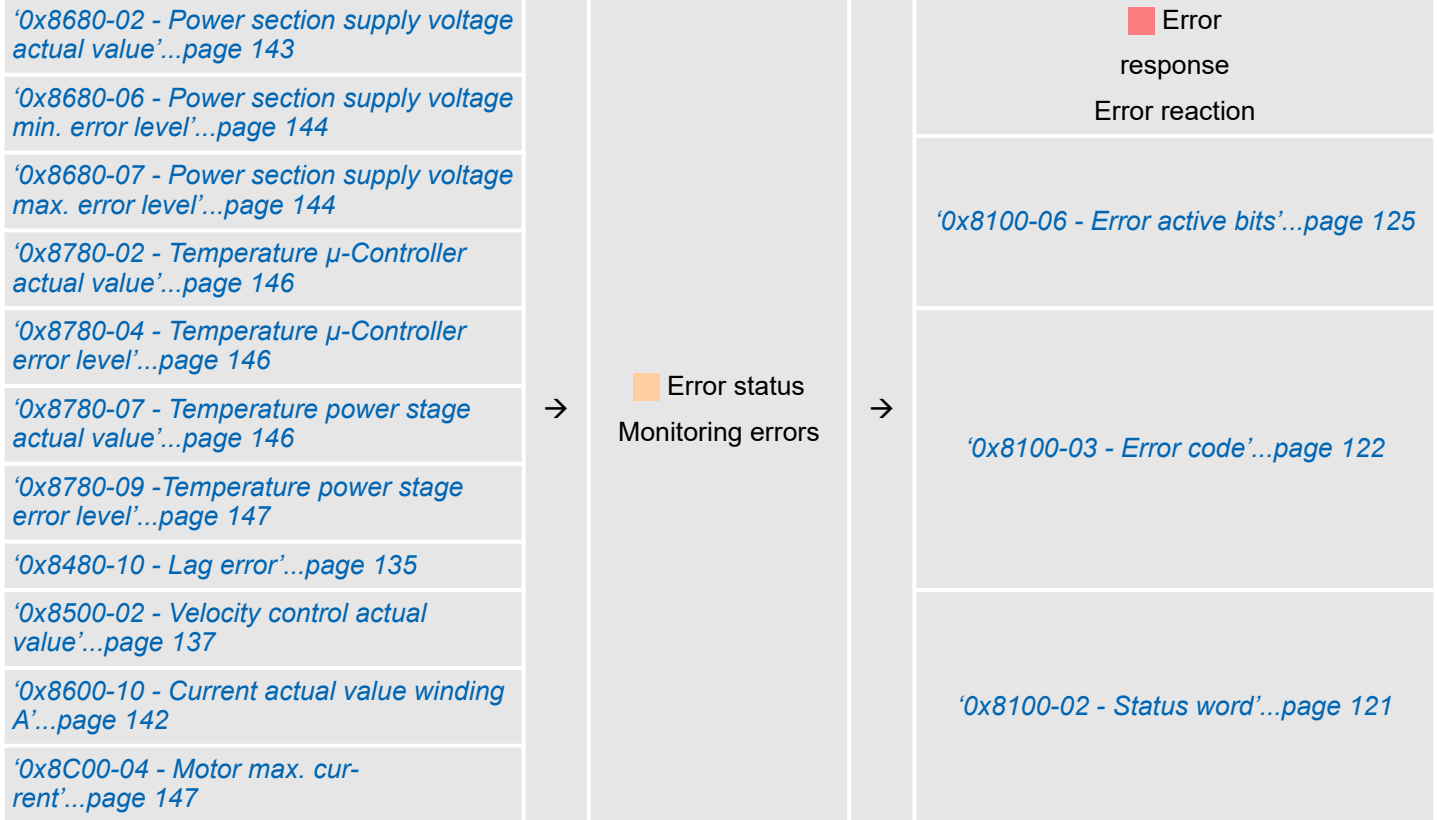 ‘0x8680-02 - Power section supply voltage
actual value’...page 143
‘0x8680-06 - Power section supply voltage
min. error level’...page 144
‘0x8680-07 - Power section supply voltage
max. error level’...page 144
‘0x8780-02 - Temperature µ-Controller
actual value’...page 146
‘0x8780-04 - Temperature µ-Controller
error level’...page 146
‘0x8780-07 - Temperature power stage
actual value’...page 146
‘0x8780-09 -Temperature power stage
error level’...page 147
‘0x8480-10 - Lag error’...page 135
‘0x8500-02 - Velocity control actual
value’...page 137
‘0x8600-10 - Current actual value winding
A’...page 142
‘0x8C00-04 - Motor max. cur-
rent’...page 147
→
Error status
Monitoring errors
→
Error
response
Error reaction
‘0x8100-06 - Error active bits’...page 125
‘0x8100-03 - Error code’...page 122
‘0x8100-02 - Status word’...page 121